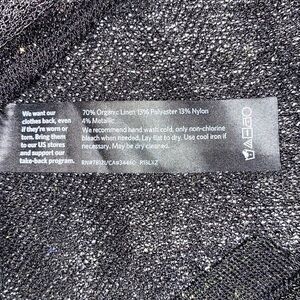 We want our
clothes back, even
if they're worn or
torn. Bring them
to our US stores
and support our
take-back program.
70% Organic Linen 13% Polyester 13% Nylon
4% Metallic
We recommend hand wash cold, only non-chlorine
bleach when needed. Lay flat to dry. Use cool iron if
necessary. May be dry cleaned.